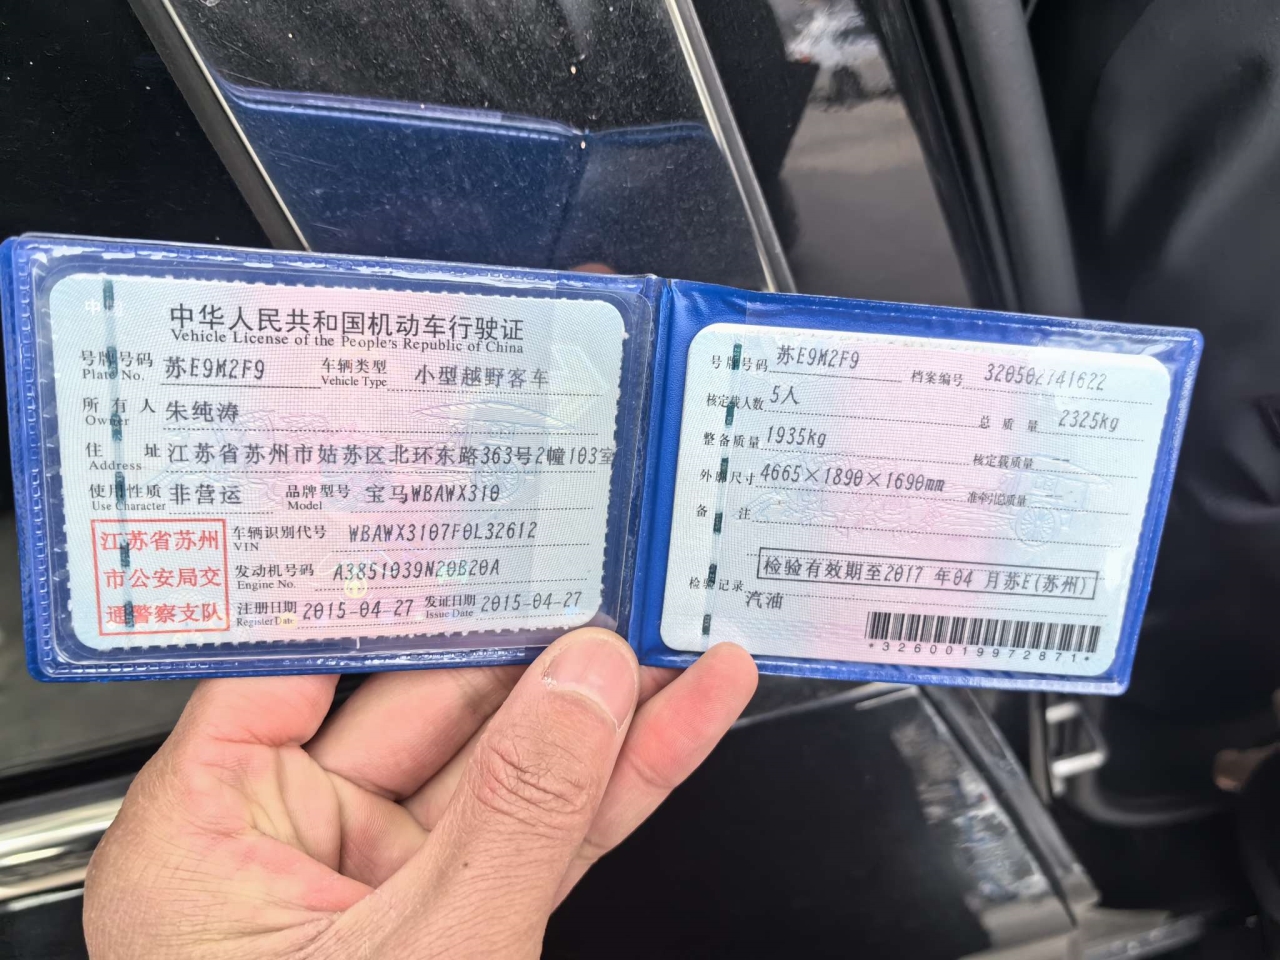 中华人民共和国机动车行驶证
Vehicle License of the People's Republic of China
号牌号码 苏E9M2F9 车辆类型 小型越野客车
Plate No. Vehicle Type
所有人 朱纯涛
Owner
住址 江苏省苏州市姑苏区北环东路363号2幢103室
Address
使用性质 非营运 品牌型号 宝马WBAWX310
Use Character Model
江苏省苏州
市公安局交
通警察支队
车辆识别代号 WBAWX3107F0L32612
VIN
发动机号码 A3851039N20B20A
Engine No.
注册日期 2015-04-27 发证日期 2015-04-27
Register Date Issue Date
号牌号码 苏E9M2F9 档案编号 320502741622
核定载人数 5人 总质量 2325kg
整备质量 1935kg 核定载质量 --
外廓尺寸 4665×1890×1690mm 准牵引总质量 --
备注
检验有效期至2017 年04 月苏E(苏州)
检验记录
汽油
*3260019972871*